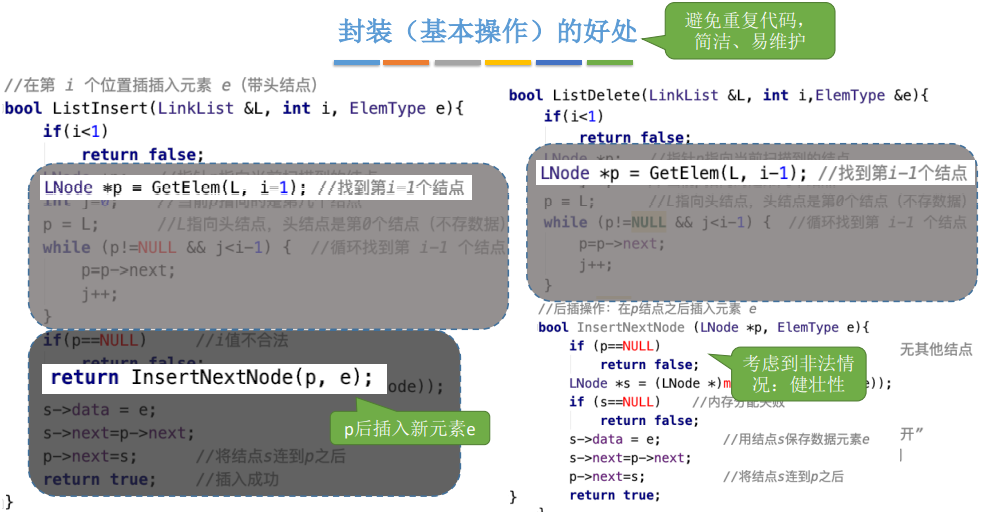 封装（基本操作）的好处
避免重复代码，
简洁、易维护
//在第 i 个位置插插入元素 e（带头结点）
bool ListInsert(LinkList &L, int i, ElemType e){
if(i<1)
return false;
LNode *p = GetElem(L, i-1); //找到第i-1个结点
int j=0; //当前p指向的是第几个结点
p = L; //L指向头结点，头结点是第0个结点（不存数据）
while (p!=NULL && j<i-1) { //循环找到第 i-1 个结点
p=p->next;
j++;
}
if(p==NULL) //i值不合法
return false;
return InsertNextNode(p, e);
ode));
s->data = e;
s->next=p->next;
p->next=s; //将结点s连到p之后
return true; //插入成功
}
p后插入新元素e
bool ListDelete(LinkList &L, int i,ElemType &e){
if(i<1)
return false;
LNode *p; //指针p指向当前扫描到的结点
LNode *p = GetElem(L, i-1); //找到第i-1个结点
p = L; //L指向头结点，头结点是第0个结点（不存数据）
while (p!=NULL && j<i-1) { //循环找到第 i-1 个结点
p=p->next;
j++;
}
//后插操作：在p结点之后插入元素 e
bool InsertNextNode (LNode *p, ElemType e){
if (p==NULL)
return false;
无其他结点
考虑到非法情
况：健壮性
LNode *s = (LNode *)m e));
if (s==NULL) //内存分配失败
return false;
s->data = e; //用结点s保存数据元素e
开”
s->next=p->next;
p->next=s; //将结点s连到p之后
return true;
}